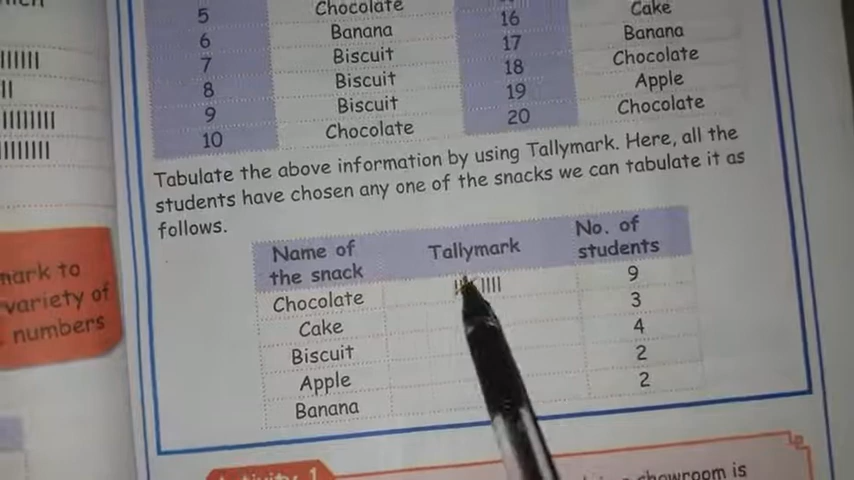 5 Chocolate 16 Cake
6 Banana 17 Banana
7 Biscuit 18 Chocolate
8 Biscuit 19 Apple
9 Biscuit 20 Chocolate
10 Chocolate
Tabulate the above information by using Tallymark. Here, all the
students have chosen any one of the snacks we can tabulate it as
follows.
Name of the snack Tallymark No. of students
Chocolate 9
Cake 3
Biscuit 4
Apple 2
Banana 2
mark to
variety of
numbers
Activity 1
showroom is